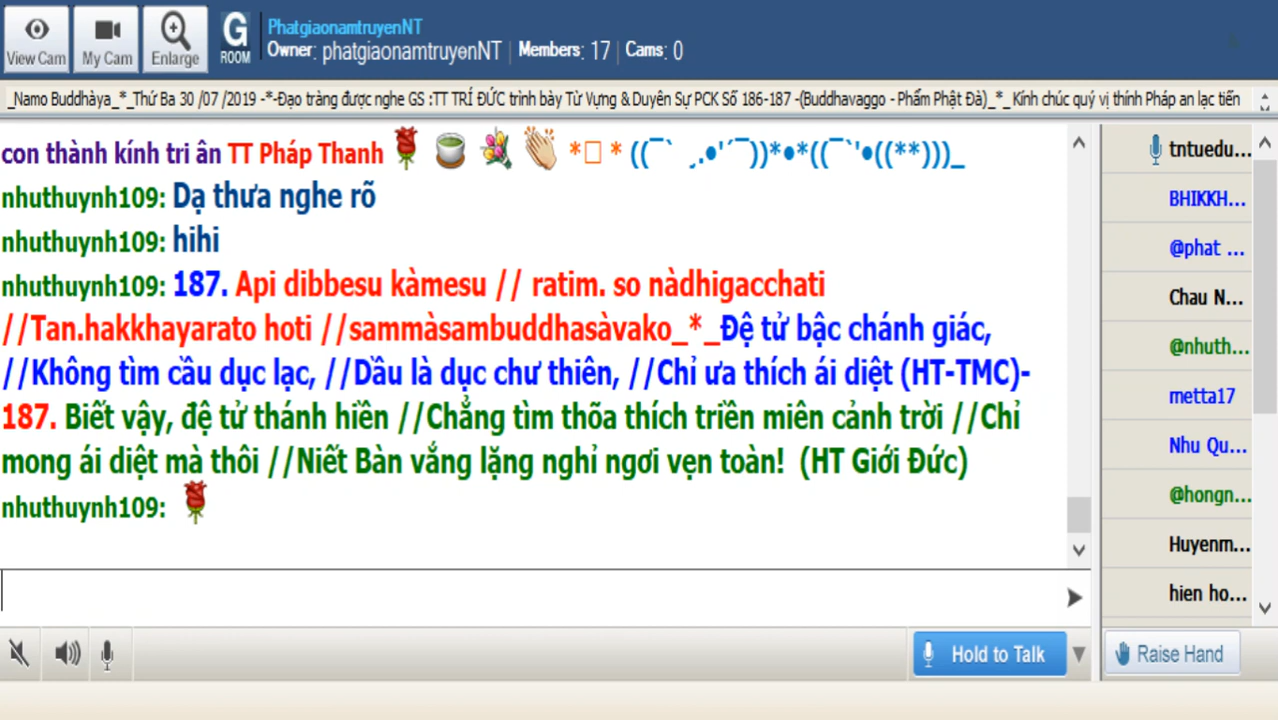 PhatgiaonamtruyenNT
Owner: phatgiaonamtruyenNT | Members: 17 | Cams: 0
View Cam
My Cam
Enlarge
G
ROOM
_Namo Buddhàya_*_Thứ Ba 30 /07 /2019 -*-Đạo tràng được nghe GS :TT TRÍ ĐỨC trình bày Từ Vựng & Duyên Sự PCK Số 186-187 -(Buddhavaggo - Phẩm Phật Đà)_*_ Kính chúc quý vị thính Pháp an lạc tiến
con thành kính tri ân TT Pháp Thanh 🌹 🍵 💐 👏 *□ * ((¯` ¸.●'´¯))*●*((¯`'●((**)))_
nhuthuynh109: Dạ thưa nghe rõ
nhuthuynh109: hihi
nhuthuynh109: 187. Api dibbesu kàmesu // ratim. so nàdhigacchati
//Tan.hakkhayarato hoti //sammàsambuddhasàvako_*_Đệ tử bậc chánh giác,
//Không tìm cầu dục lạc, //Dầu là dục chư thiên, //Chỉ ưa thích ái diệt (HT-TMC)-
187. Biết vậy, đệ tử thánh hiền //Chẳng tìm thõa thích triền miên cảnh trời //Chỉ
mong ái diệt mà thôi //Niết Bàn vắng lặng nghỉ ngơi vẹn toàn! (HT Giới Đức)
nhuthuynh109: 🌹
tntuedu...
BHIKKH...
@phat ...
Chau N...
@nhuth...
metta17
Nhu Qu...
@hongn...
Huyenm...
hien ho...
Hold to Talk
Raise Hand